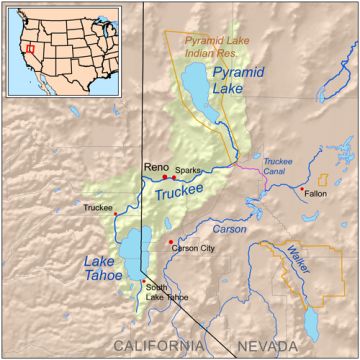 Pyramid Lake
Indian Res.
Pyramid
Lake
Reno
Sparks
Truckee
Canal
Truckee
Fallon
Truckee
Carson
Carson City
Lake
Tahoe
Walker
South
Lake Tahoe
CALIFORNIA
NEVADA